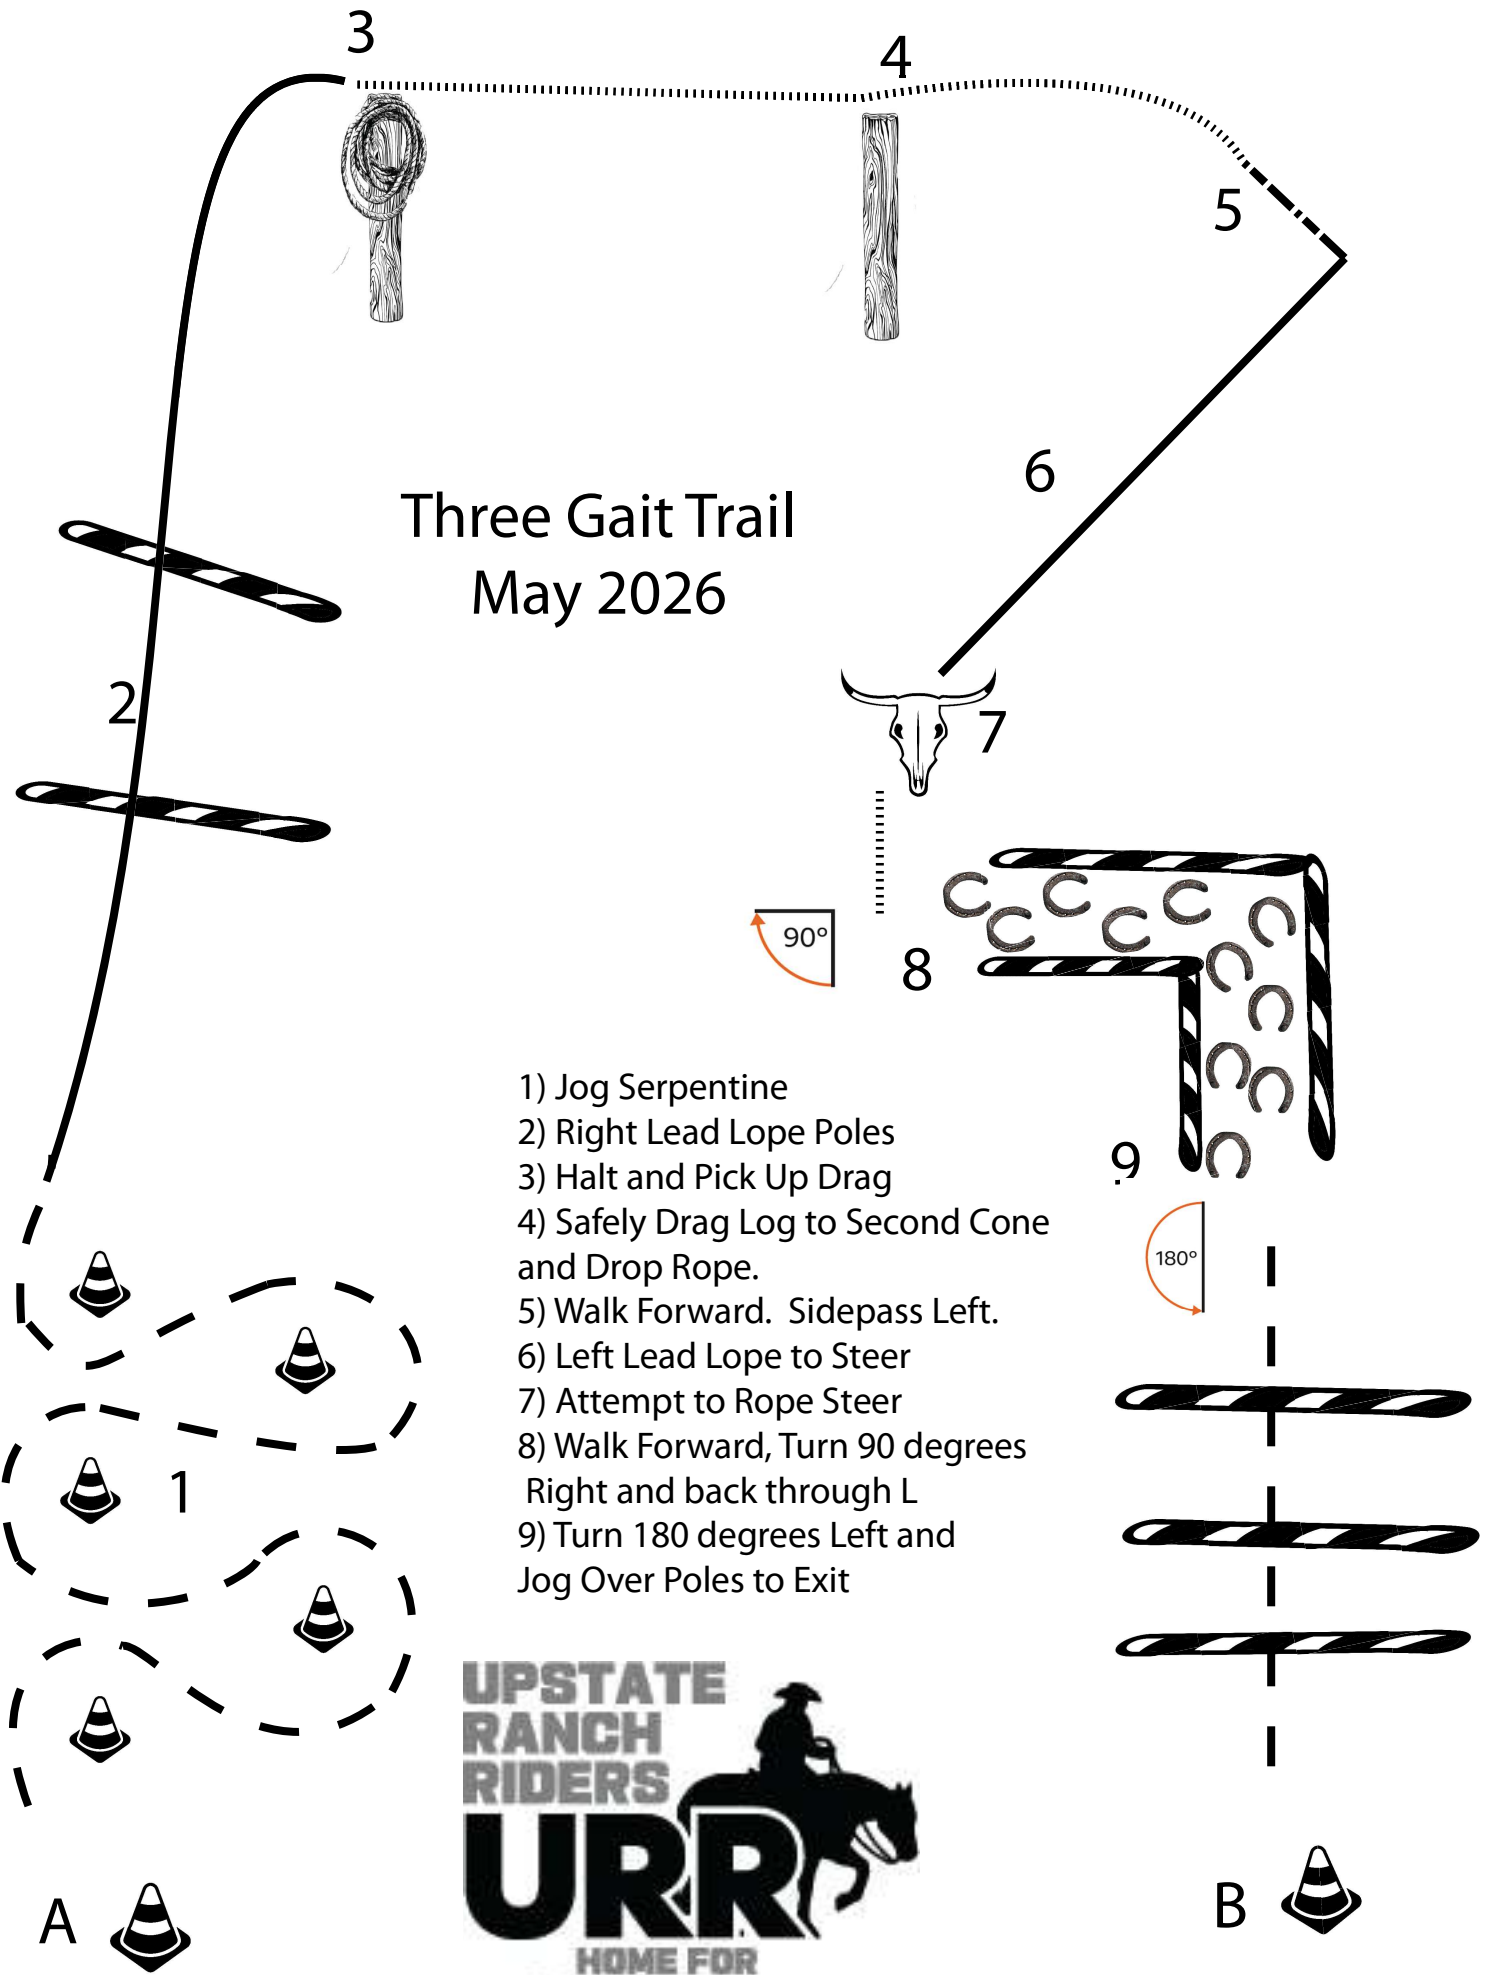 3
4
5
6
Three Gait Trail
May 2026
2
7
90°
8
1) Jog Serpentine
2) Right Lead Lope Poles
3) Halt and Pick Up Drag
4) Safely Drag Log to Second Cone
and Drop Rope.
5) Walk Forward.  Sidepass Left.
6) Left Lead Lope to Steer
7) Attempt to Rope Steer
8) Walk Forward, Turn 90 degrees
Right and back through L
9) Turn 180 degrees Left and
Jog Over Poles to Exit
9
180°
1
UPSTATE
RANCH
RIDERS
URR
HOME FOR
A
B